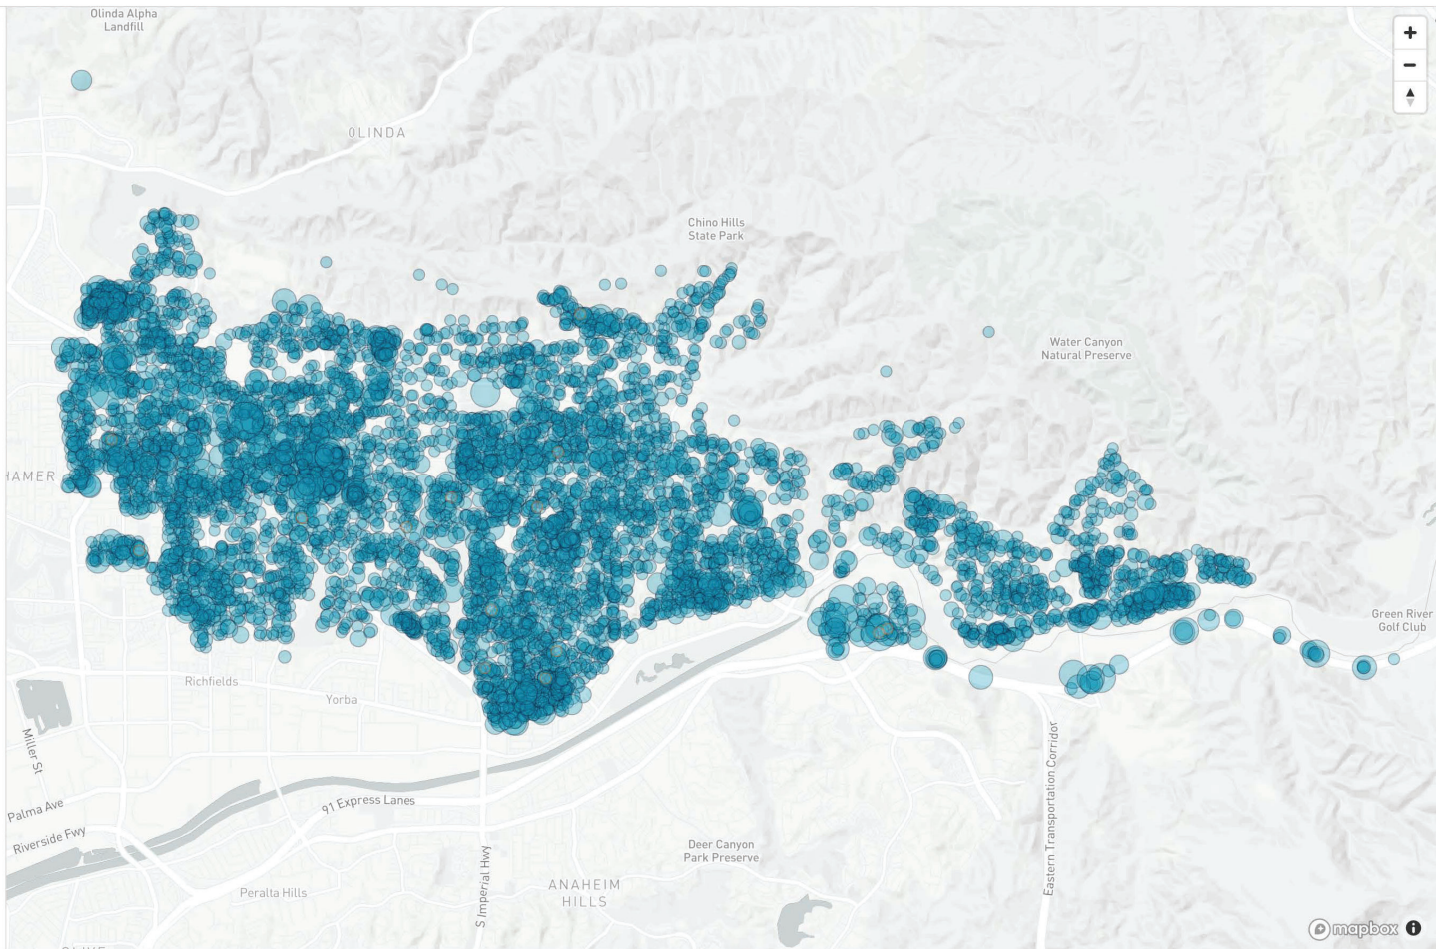 Olinda Alpha
Landfill
OLINDA
Chino Hills
State Park
Water Canyon
Natural Preserve
HAMER
Green River
Golf Club
Richfields
Yorba
Miller St
Palma Ave
Riverside Fwy
91 Express Lanes
S Imperial Hwy
Eastern Transportation Corridor
Deer Canyon
Park Preserve
ANAHEIM
HILLS
Peralta Hills
mapbox